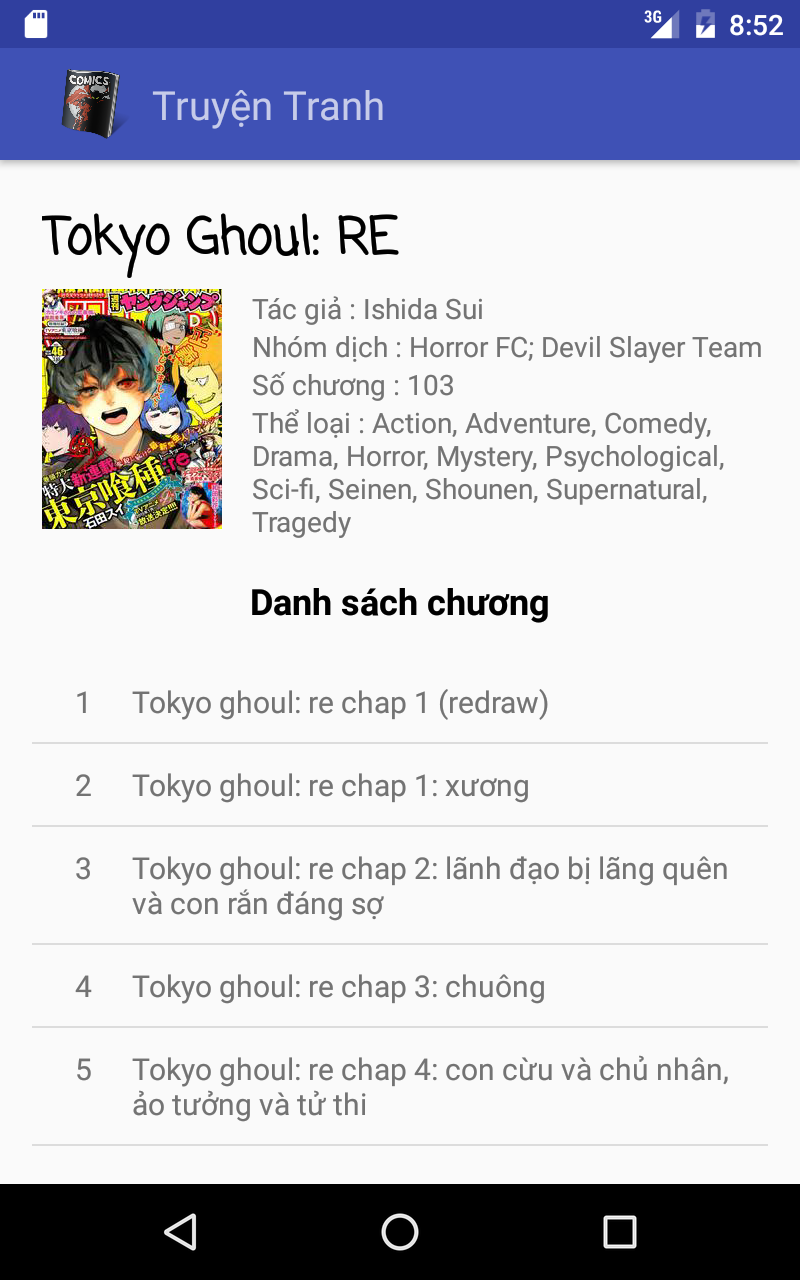 3G 8:52
COMICS
Truyện Tranh
Tokyo Ghoul: RE
ヤングジャンプ
46
新連載
東京喰種:re
石田スイ
Tác giả : Ishida Sui
Nhóm dịch : Horror FC; Devil Slayer Team
Số chương : 103
Thể loại : Action, Adventure, Comedy,
Drama, Horror, Mystery, Psychological,
Sci-fi, Seinen, Shounen, Supernatural,
Tragedy
Danh sách chương
1 Tokyo ghoul: re chap 1 (redraw)
2 Tokyo ghoul: re chap 1: xương
3 Tokyo ghoul: re chap 2: lãnh đạo bị lãng quên
và con rắn đáng sợ
4 Tokyo ghoul: re chap 3: chuông
5 Tokyo ghoul: re chap 4: con cừu và chủ nhân,
ảo tưởng và tử thi